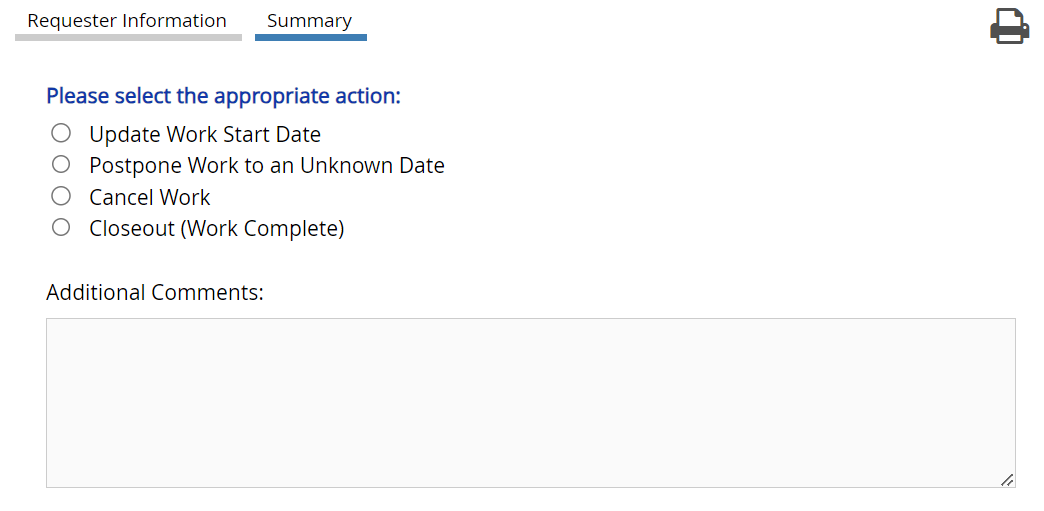 Requester Information
Summary
Please select the appropriate action:
Update Work Start Date
Postpone Work to an Unknown Date
Cancel Work
Closeout (Work Complete)
Additional Comments: